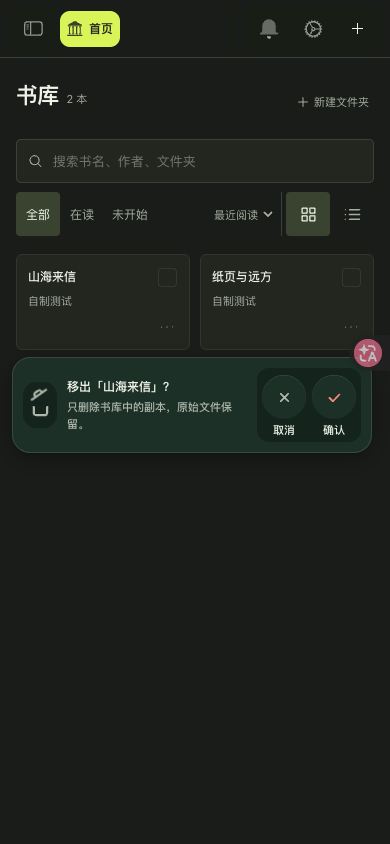 首页
书库 2 本
新建文件夹
搜索书名、作者、文件夹
全部 在读 未开始 最近阅读
山海来信
自制测试
纸页与远方
自制测试
移出「山海来信」?
只删除书库中的副本，原始文件保
留。
取消
确认
A